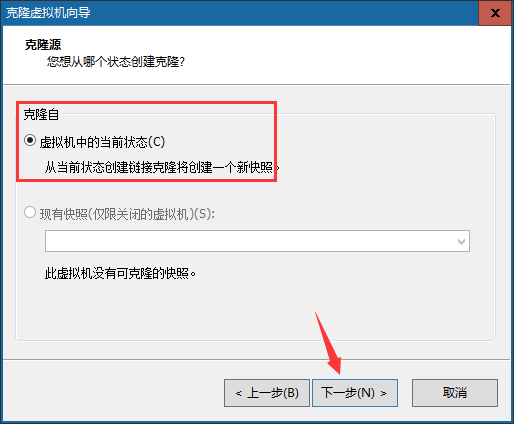 克隆虚拟机向导
x
克隆源
您想从哪个状态创建克隆?
克隆自
虚拟机中的当前状态(C)
从当前状态创建链接克隆将创建一个新快照。
现有快照(仅限关闭的虚拟机)(S):
此虚拟机没有可克隆的快照。
< 上一步(B) 下一步(N) > 取消